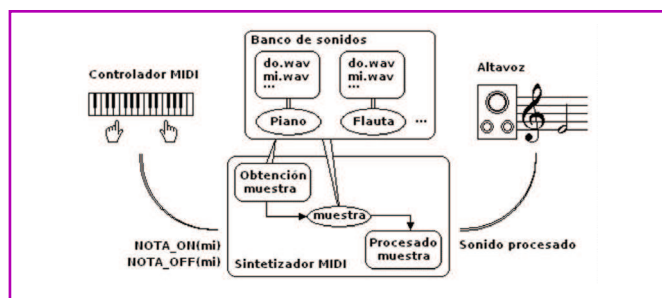 Banco de sonidos
do.wav
mi.wav
...
do.wav
mi.wav
...
Piano
Flauta
...
Controlador MIDI
Altavoz
Obtención
muestra
muestra
Procesado
muestra
Sintetizador MIDI
NOTA_ON(mi)
NOTA_OFF(mi)
Sonido procesado